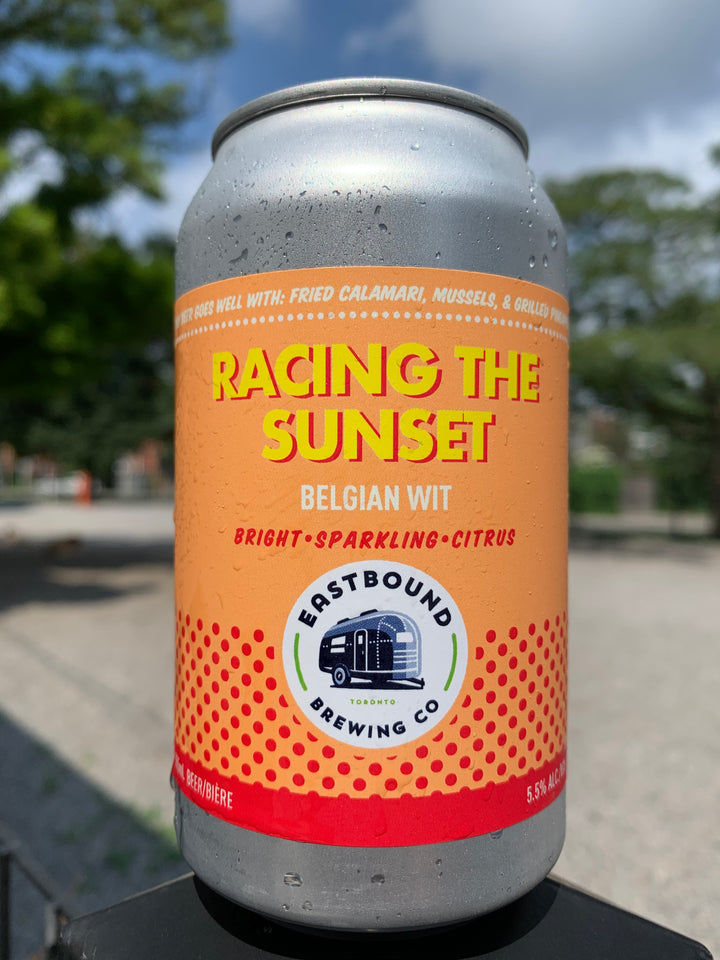 BEER GOES WELL WITH: FRIED CALAMARI, MUSSELS, & GRILLED
RACING THE
SUNSET
BELGIAN WIT
BRIGHT•SPARKLING•CITRUS
EASTBOUND
TORONTO
BREWING CO
BEER/BIÈRE
5.5% ALC.